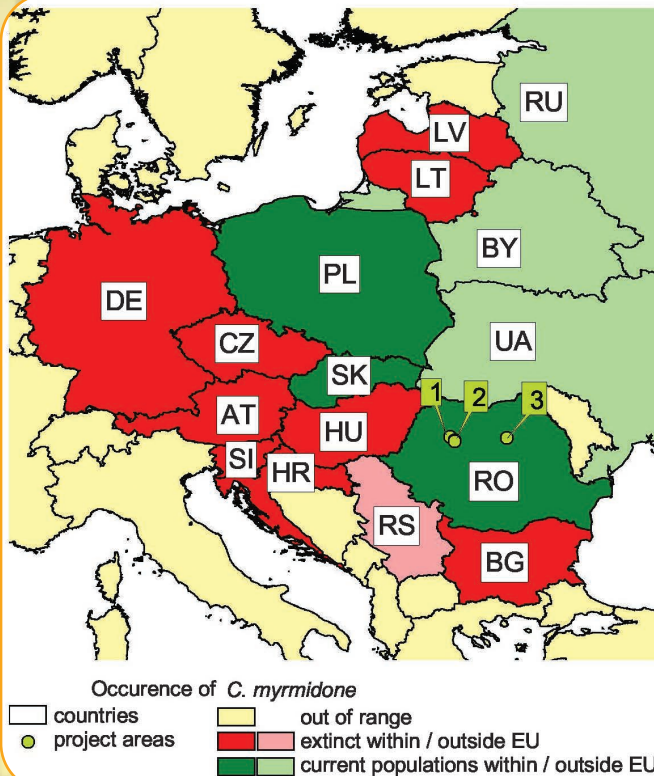 RU
LV
LT
BY
PL
DE
UA
CZ
SK
1 2 3
AT
HU
SI
HR
RO
RS
BG
Occurence of C. myrmidone
countries
out of range
project areas
extinct within / outside EU
current populations within / outside EU